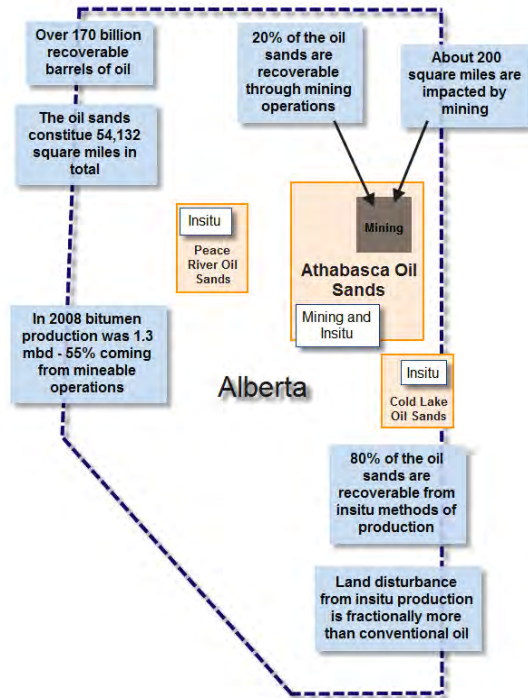 Over 170 billion
recoverable
barrels of oil
20% of the oil
sands are
recoverable
through mining
operations
About 200
square miles are
impacted by
mining
The oil sands
constitue 54,132
square miles in
total
Insitu
Peace
River Oil
Sands
Mining
Athabasca Oil
Sands
Mining and
Insitu
In 2008 bitumen
production was 1.3
mbd - 55% coming
from mineable
operations
Alberta
Insitu
Cold Lake
Oil Sands
80% of the oil
sands are
recoverable from
insitu methods of
production
Land disturbance
from insitu production
is fractionally more
than conventional oil